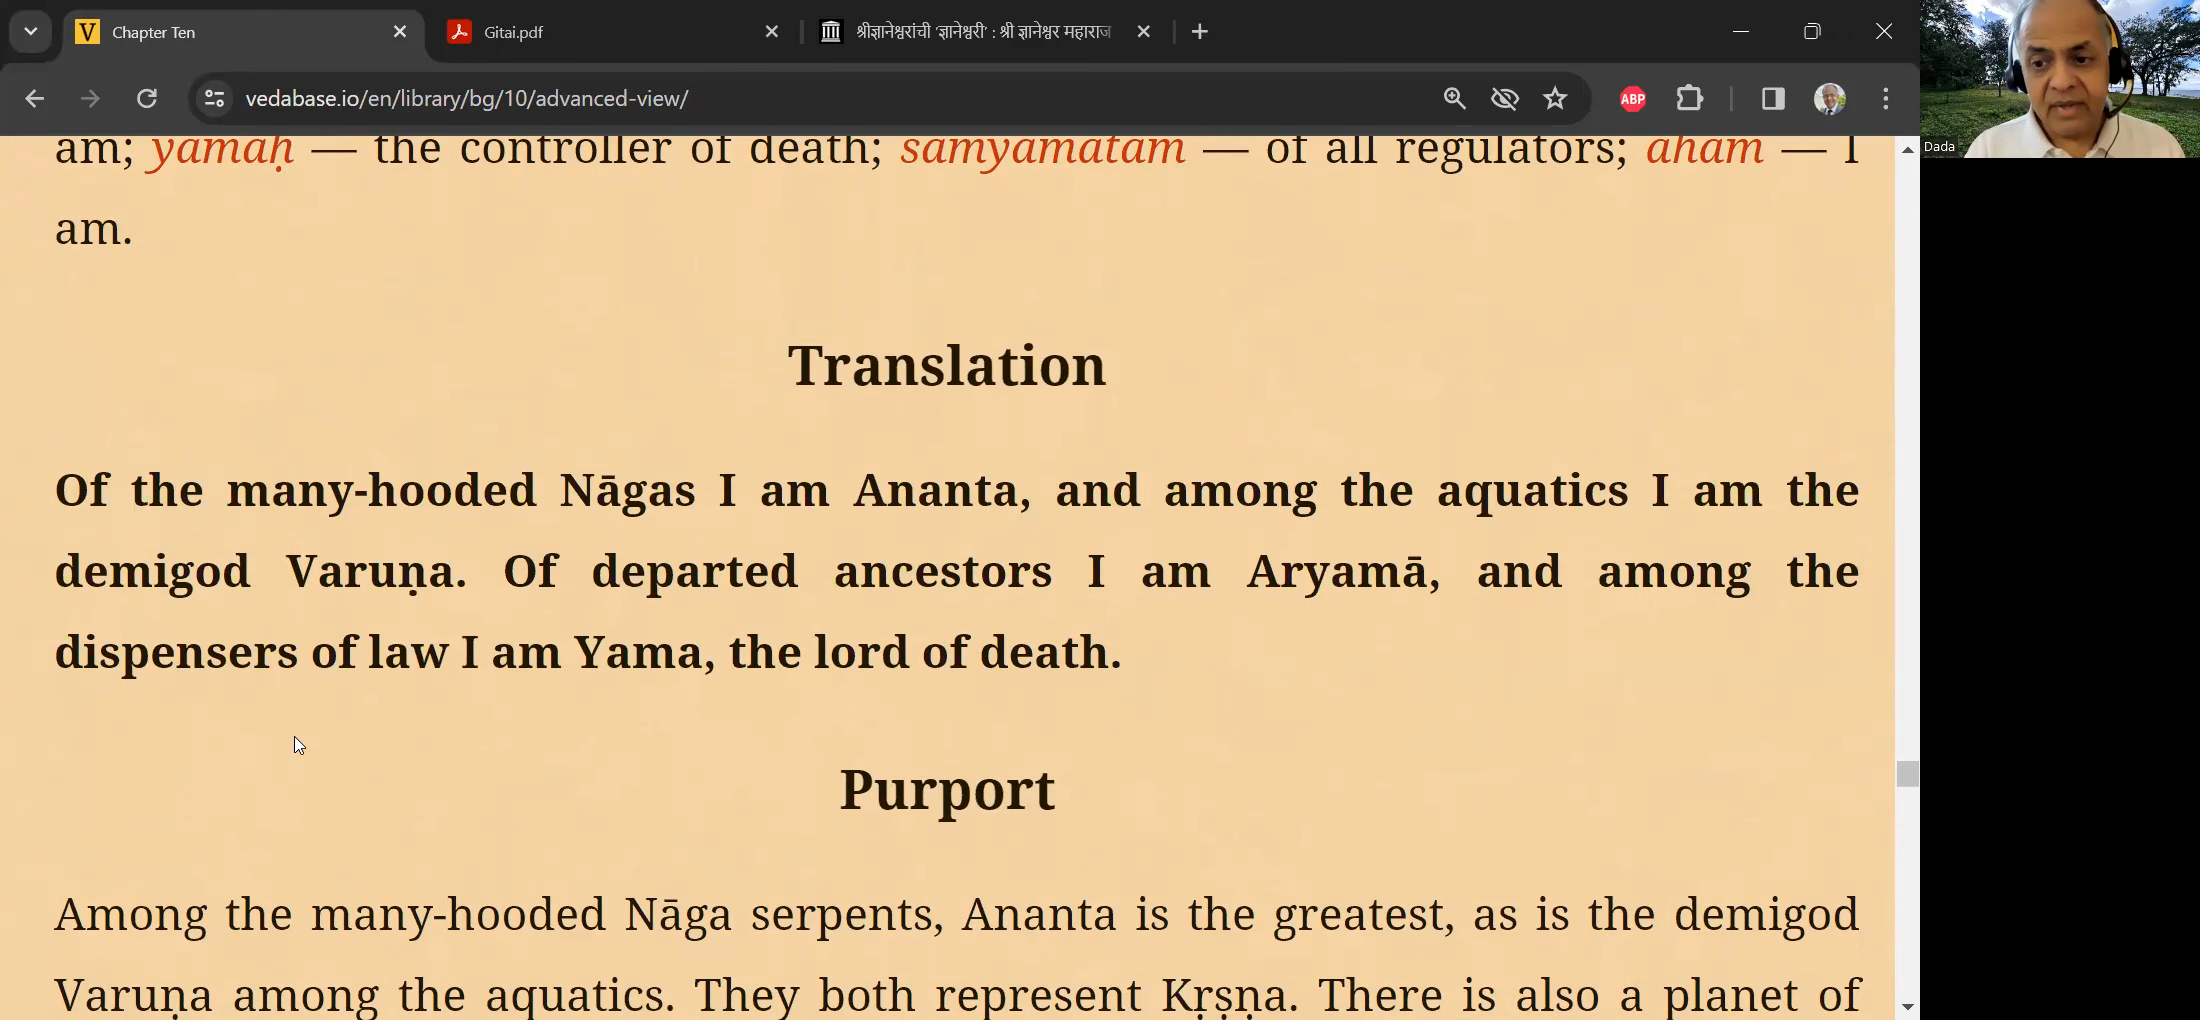 Chapter Ten
Gitai.pdf
श्रीज्ञानेश्वरांची 'ज्ञानेश्वरी' : श्री ज्ञानेश्वर महाराज
vedabase.io/en/library/bg/10/advanced-view/
ABP
Dada
am; yamaḥ — the controller of death; saṁyamatām — of all regulators; aham — I
am.
Translation
Of the many-hooded Nāgas I am Ananta, and among the aquatics I am the
demigod Varuṇa. Of departed ancestors I am Aryamā, and among the
dispensers of law I am Yama, the lord of death.
Purport
Among the many-hooded Nāga serpents, Ananta is the greatest, as is the demigod
Varuṇa among the aquatics. They both represent Kṛṣṇa. There is also a planet of